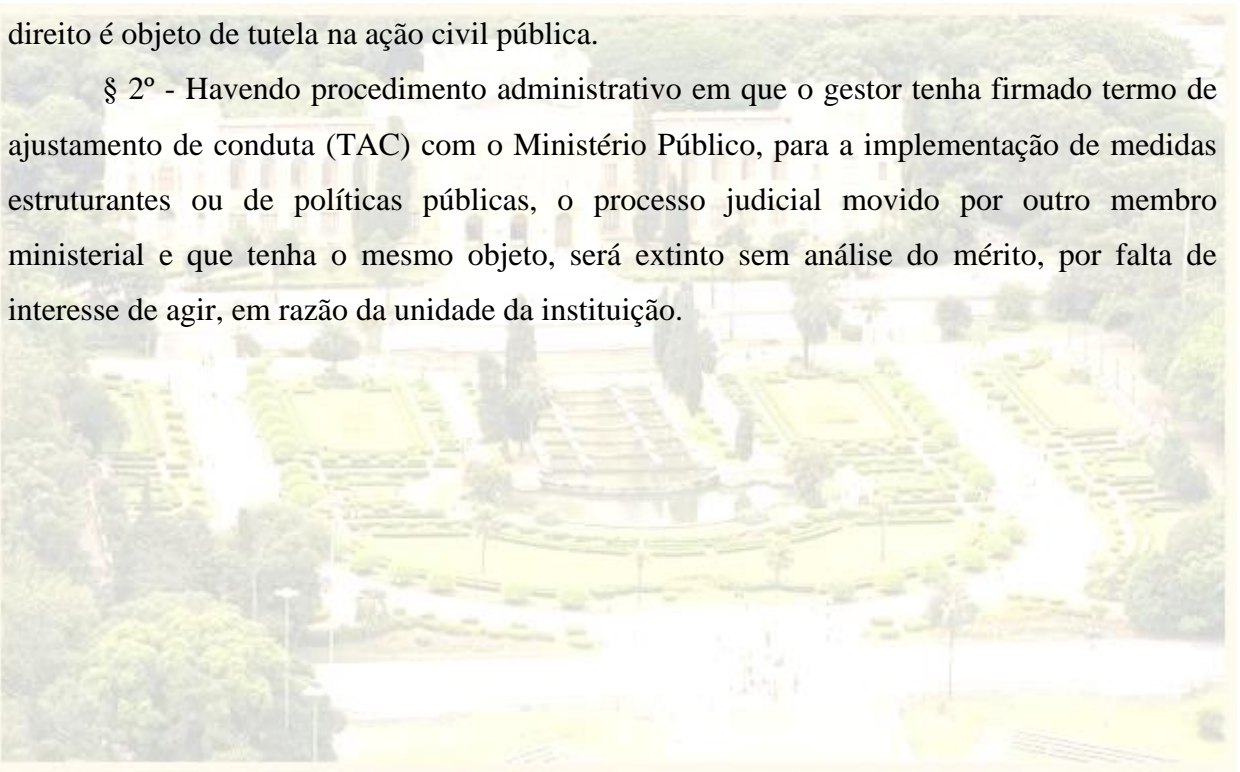 direito é objeto de tutela na ação civil pública.
§ 2º - Havendo procedimento administrativo em que o gestor tenha firmado termo de
ajustamento de conduta (TAC) com o Ministério Público, para a implementação de medidas
estruturantes ou de políticas públicas, o processo judicial movido por outro membro
ministerial e que tenha o mesmo objeto, será extinto sem análise do mérito, por falta de
interesse de agir, em razão da unidade da instituição.